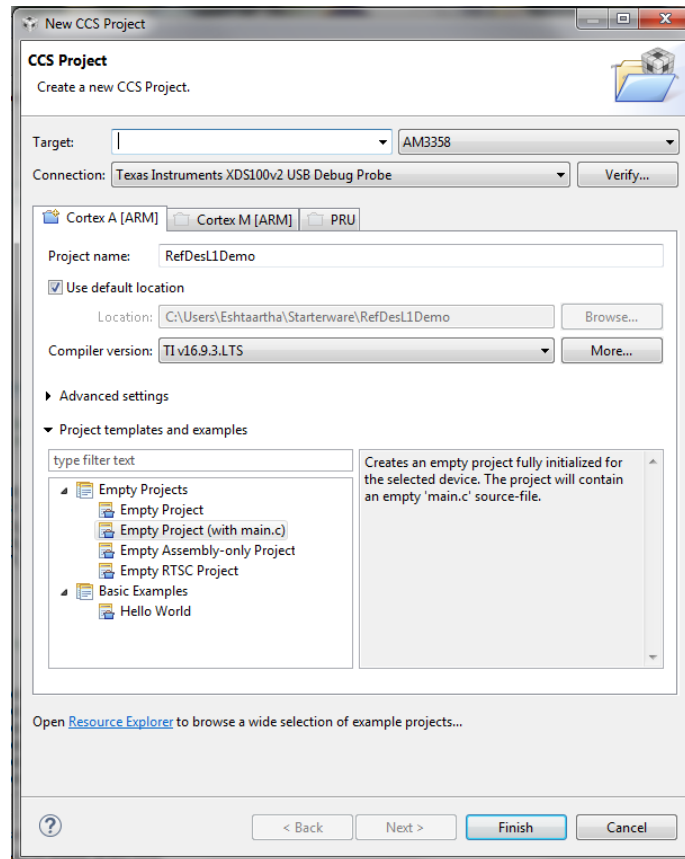 New CCS Project
CCS Project
Create a new CCS Project.
Target: AM3358
Connection: Texas Instruments XDS100v2 USB Debug Probe Verify...
Cortex A [ARM] Cortex M [ARM] PRU
Project name: RefDesL1Demo
Use default location
Location: C:\Users\Eshtaartha\Starterware\RefDesL1Demo Browse...
Compiler version: TI v16.9.3.LTS More...
Advanced settings
Project templates and examples
type filter text
Empty Projects
Empty Project
Empty Project (with main.c)
Empty Assembly-only Project
Empty RTSC Project
Basic Examples
Hello World
Creates an empty project fully initialized for
the selected device. The project will contain
an empty 'main.c' source-file.
Open Resource Explorer to browse a wide selection of example projects...
? < Back Next > Finish Cancel